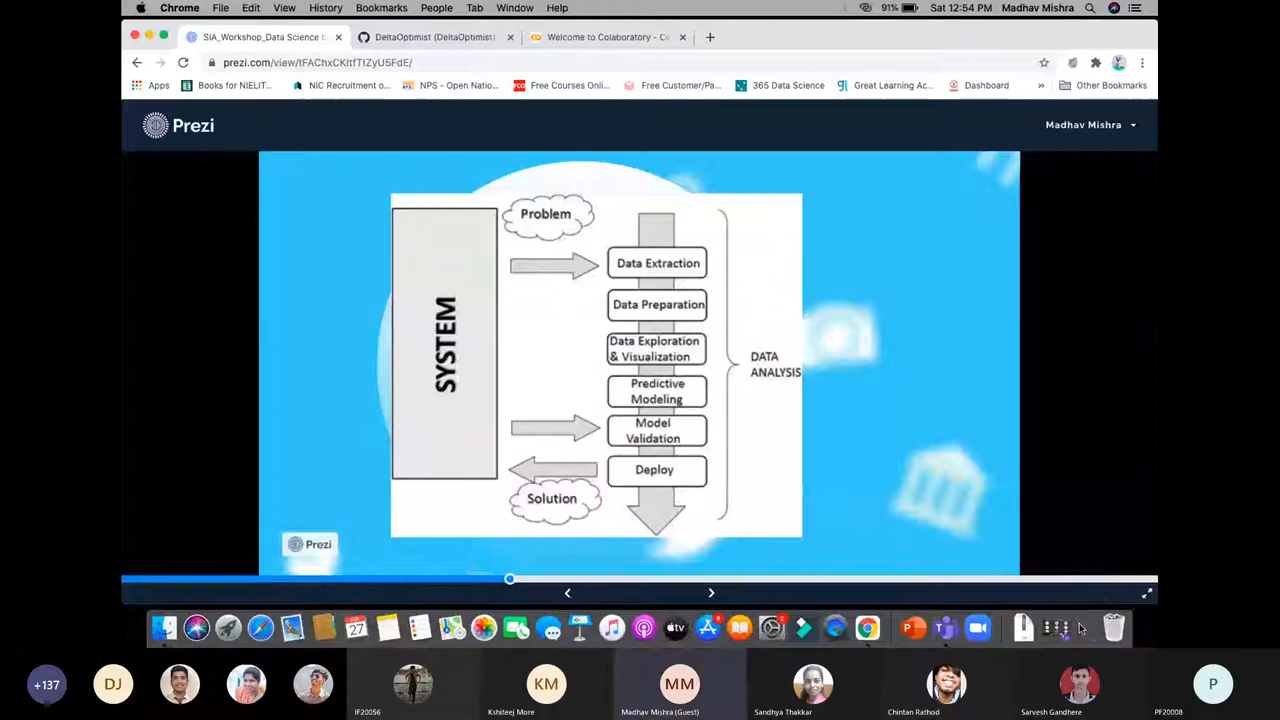 Chrome File Edit View History Bookmarks People Tab Window Help 91% Sat 12:54 PM Madhav Mishra
SIA_Workshop_Data Science b DeltaOptimist (DeltaOptimist) Welcome to Colaboratory - Co
prezi.com/view/tFAChxCKltfTIZyU5FdE/
Apps Books for NIELIT... NIC Recruitment o... NPS - Open Natio... Free Courses Onli... Free Customer/Pa... 365 Data Science Great Learning Ac... Dashboard » Other Bookmarks
Prezi
Madhav Mishra
SYSTEM
Problem
Data Extraction
Data Preparation
Data Exploration
& Visualization
Predictive
Modeling
Model
Validation
Deploy
Solution
DATA
ANALYSIS
Prezi
27
tv
+137
DJ
KM
MM
P
IF20056
Kshiteej More
Madhav Mishra (Guest)
Sandhya Thakkar
Chintan Rathod
Sarvesh Gandhere
PF20008